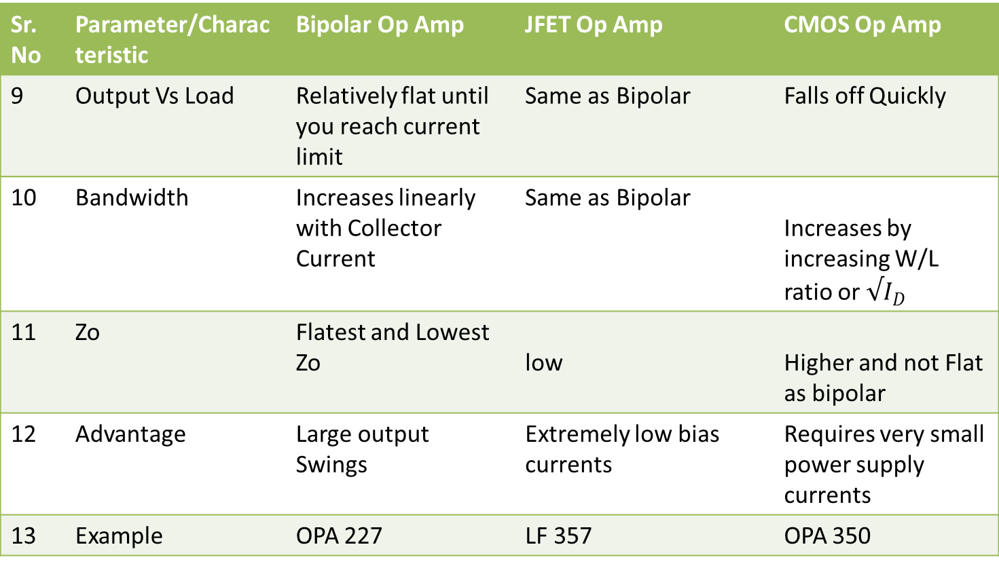 Sr. No Parameter/Characteristic Bipolar Op Amp JFET Op Amp CMOS Op Amp
9 Output Vs Load Relatively flat until you reach current limit Same as Bipolar Falls off Quickly
10 Bandwidth Increases linearly with Collector Current Same as Bipolar Increases by increasing W/L ratio or √I_D
11 Zo Flatest and Lowest Zo low Higher and not Flat as bipolar
12 Advantage Large output Swings Extremely low bias currents Requires very small power supply currents
13 Example OPA 227 LF 357 OPA 350